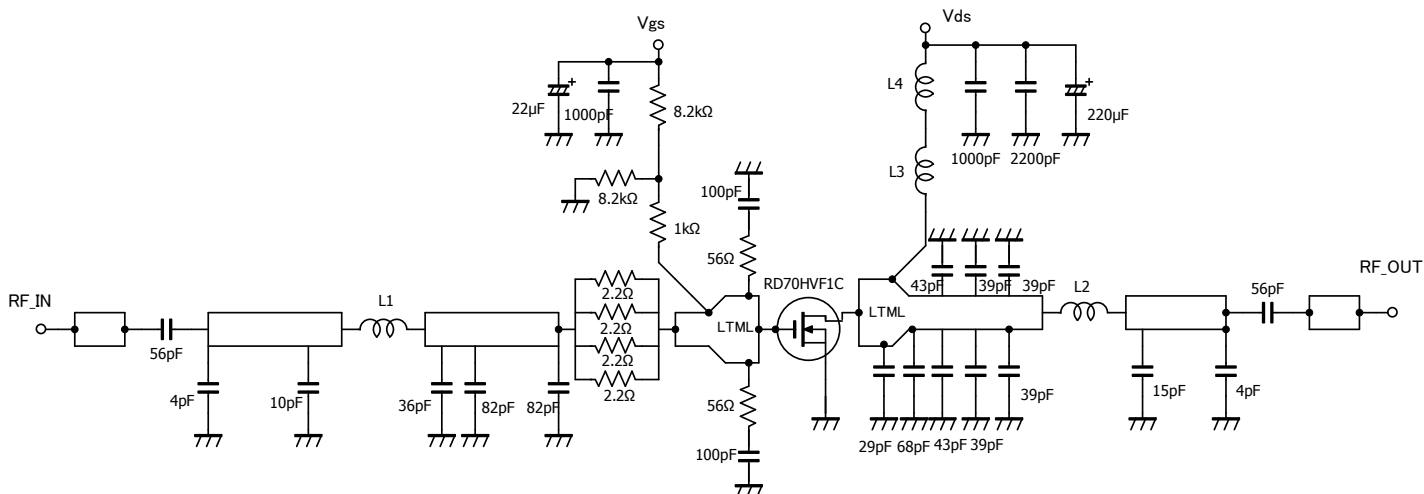 Vgs
Vds
22μF
1000pF
8.2kΩ
8.2kΩ
1kΩ
100pF
56Ω
L4
L3
1000pF
2200pF
220μF
RF_IN
56pF
4pF
10pF
L1
36pF
82pF
82pF
2.2Ω
2.2Ω
2.2Ω
2.2Ω
LTML
56Ω
100pF
RD70HVF1C
LTML
43pF
39pF
39pF
29pF
68pF
43pF
39pF
39pF
L2
15pF
4pF
56pF
RF_OUT